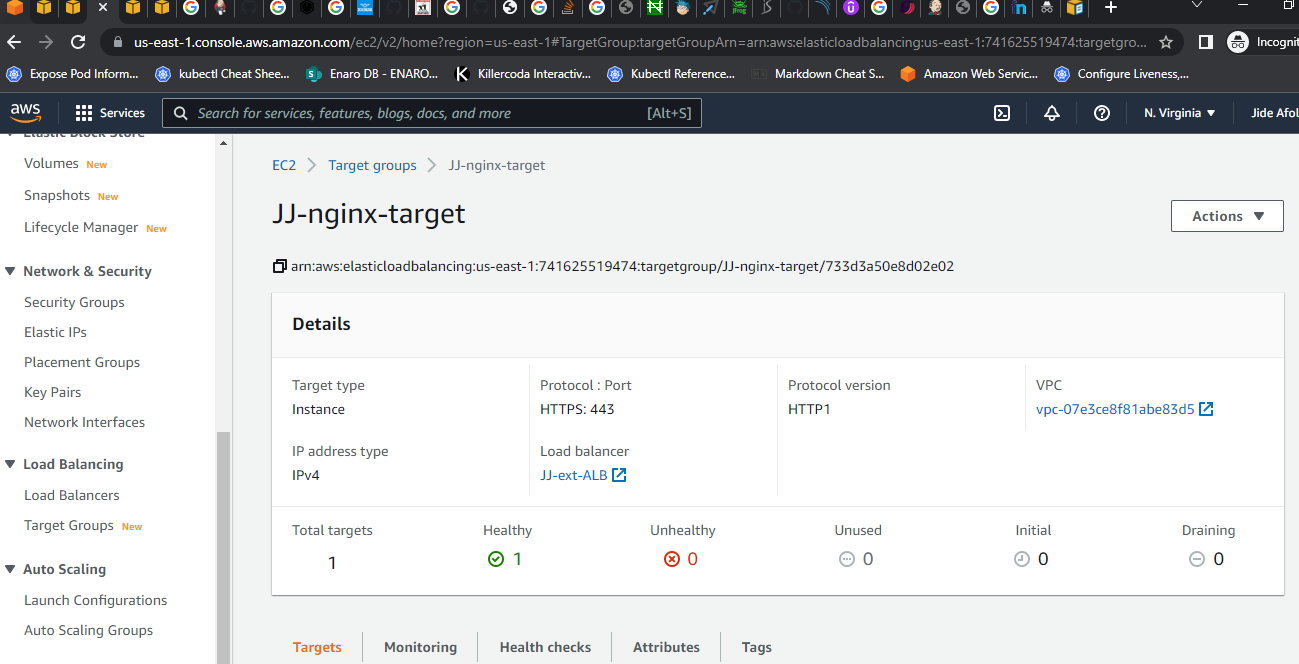 us-east-1.console.aws.amazon.com/ec2/v2/home?region=us-east-1#TargetGroup:targetGroupArn=arn:aws:elasticloadbalancing:us-east-1:741625519474:targetgro...
Incognit
Expose Pod Inform...
kubectl Cheat Shee...
Enaro DB - ENARO...
Killercoda Interactiv...
Kubectl Reference...
Markdown Cheat S...
Amazon Web Servic...
Configure Liveness,...
aws
Services
Search for services, features, blogs, docs, and more
[Alt+S]
N. Virginia
Jide Afol
Elastic Block Store
Volumes New
Snapshots New
Lifecycle Manager New
Network & Security
Security Groups
Elastic IPs
Placement Groups
Key Pairs
Network Interfaces
Load Balancing
Load Balancers
Target Groups New
Auto Scaling
Launch Configurations
Auto Scaling Groups
EC2 > Target groups > JJ-nginx-target
JJ-nginx-target
Actions
arn:aws:elasticloadbalancing:us-east-1:741625519474:targetgroup/JJ-nginx-target/733d3a50e8d02e02
Details
Target type
Instance
Protocol : Port
HTTPS: 443
Protocol version
HTTP1
VPC
vpc-07e3ce8f81abe83d5
IP address type
IPv4
Load balancer
JJ-ext-ALB
Total targets
1
Healthy
1
Unhealthy
0
Unused
0
Initial
0
Draining
0
Targets
Monitoring
Health checks
Attributes
Tags